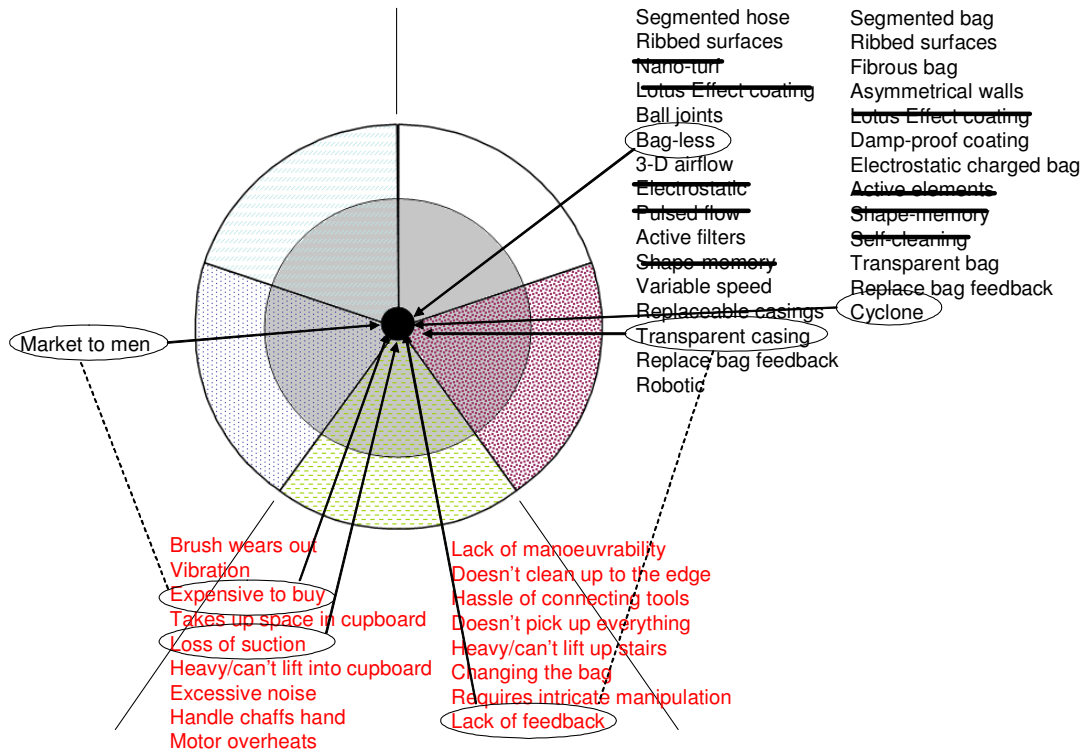 Segmented hose
Ribbed surfaces
Nano-turf
Lotus Effect coating
Ball joints
Bag-less
3-D airflow
Electrostatic
Pulsed flow
Active filters
Shape-memory
Variable speed
Replaceable casings
Transparent casing
Replace bag feedback
Robotic
Segmented bag
Ribbed surfaces
Fibrous bag
Asymmetrical walls
Lotus Effect coating
Damp-proof coating
Electrostatic charged bag
Active elements
Shape-memory
Self-cleaning
Transparent bag
Replace bag feedback
Cyclone
Market to men
Brush wears out
Vibration
Expensive to buy
Takes up space in cupboard
Loss of suction
Heavy/can't lift into cupboard
Excessive noise
Handle chaffs hand
Motor overheats
Lack of manoeuvrability
Doesn't clean up to the edge
Hassle of connecting tools
Doesn't pick up everything
Heavy/can't lift up stairs
Changing the bag
Requires intricate manipulation
Lack of feedback